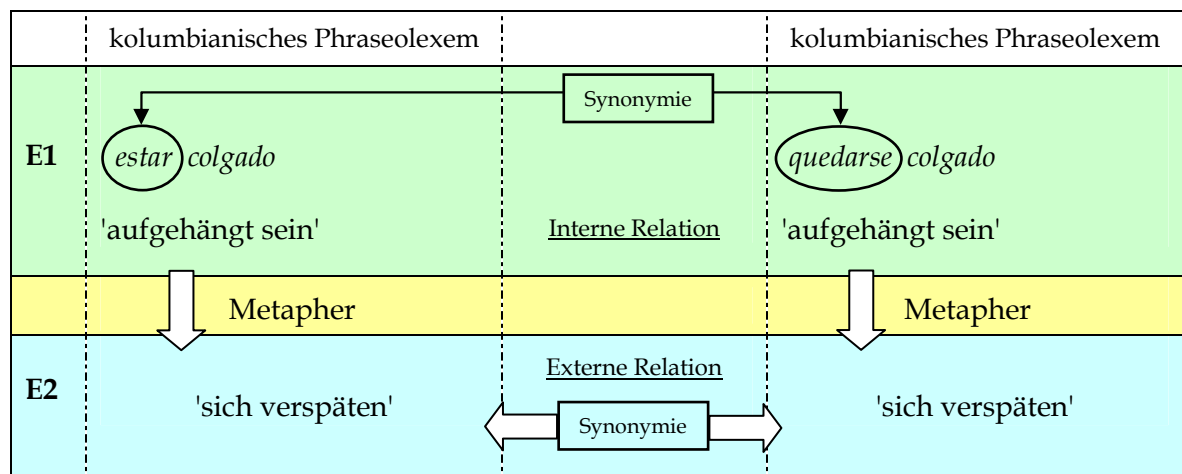 kolumbianisches Phraseolexem kolumbianisches Phraseolexem
Synonymie
E1 estar colgado quedarse colgado
'aufgehängt sein' Interne Relation 'aufgehängt sein'
Metapher Metapher
Externe Relation
E2 'sich verspäten' 'sich verspäten'
Synonymie